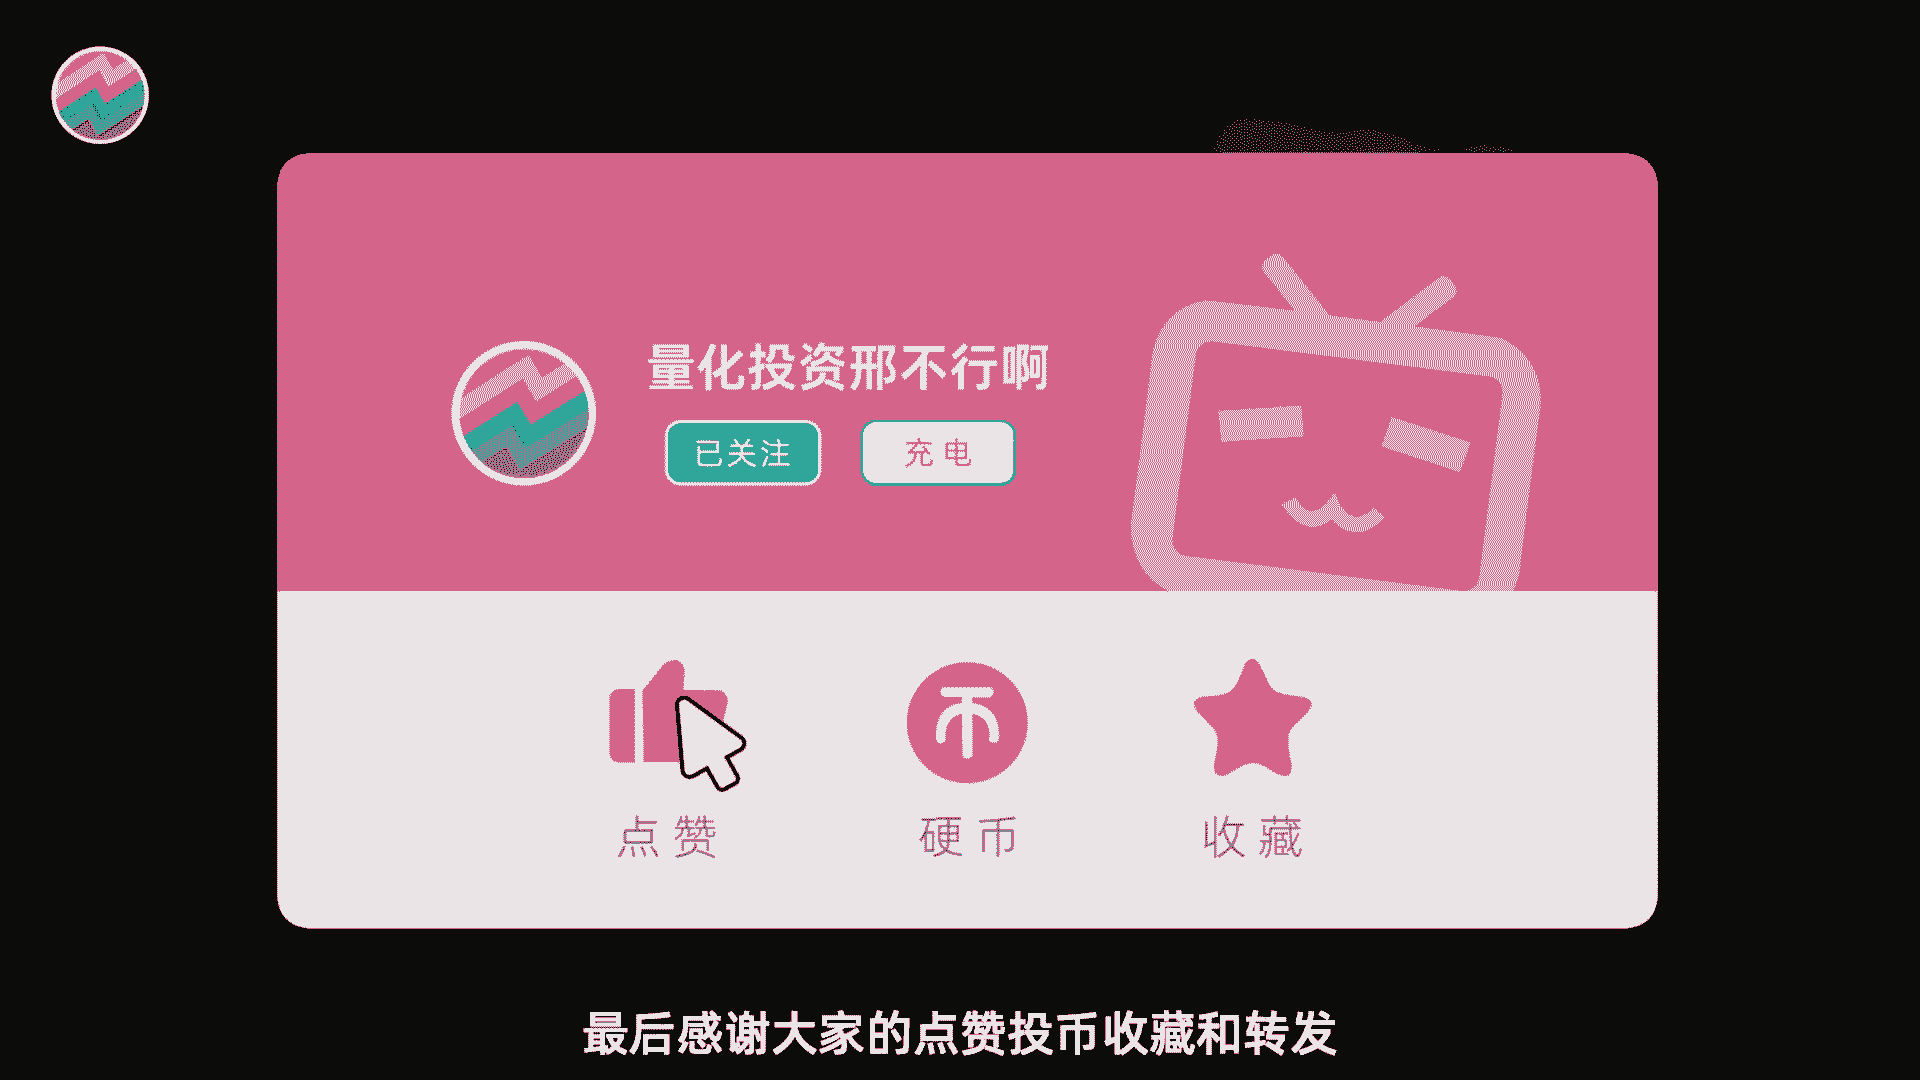 量化投资邢不行啊
已关注
充电
点赞
硬币
收藏
最后感谢大家的点赞投币收藏和转发